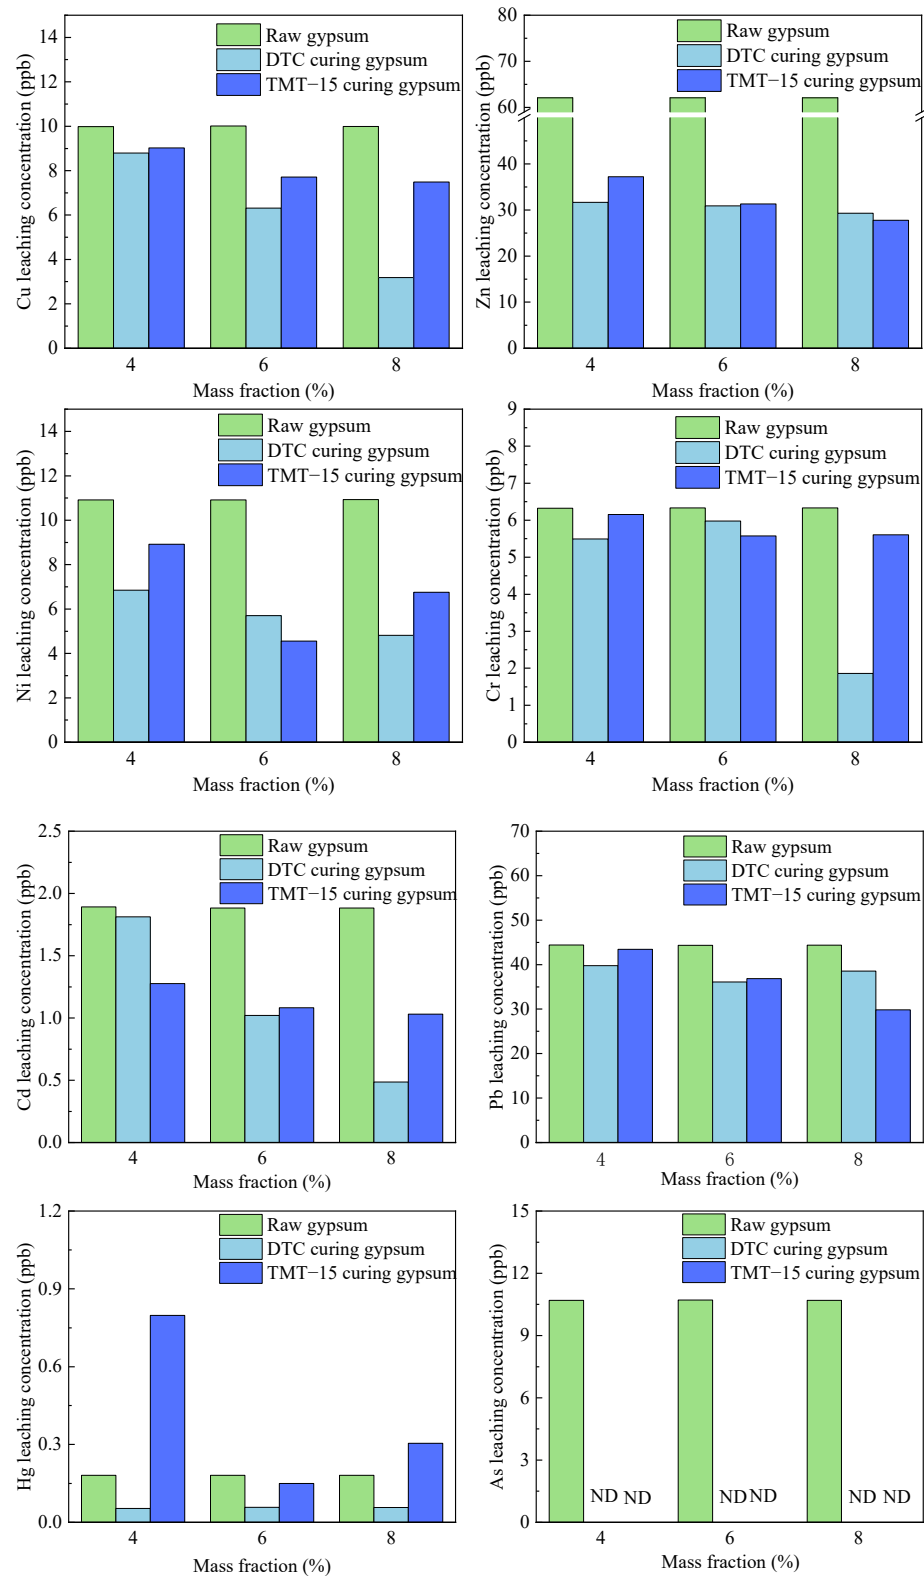 Cu leaching concentration (ppb)
14
12
10
8
6
4
2
0
Raw gypsum
DTC curing gypsum
TMT−15 curing gypsum
4 6 8
Mass fraction (%)
Zn leaching concentration (ppb)
80
70
60
40
30
20
10
0
Raw gypsum
DTC curing gypsum
TMT−15 curing gypsum
4 6 8
Mass fraction (%)
Ni leaching concentration (ppb)
14
12
10
8
6
4
2
0
Raw gypsum
DTC curing gypsum
TMT−15 curing gypsum
4 6 8
Mass fraction (%)
Cr leaching concentration (ppb)
9
8
7
6
5
4
3
2
1
0
Raw gypsum
DTC curing gypsum
TMT−15 curing gypsum
4 6 8
Mass fraction (%)
Cd leaching concentration (ppb)
2.5
2.0
1.5
1.0
0.5
0.0
Raw gypsum
DTC curing gypsum
TMT−15 curing gypsum
4 6 8
Mass fraction (%)
Pb leaching concentration (ppb)
70
60
50
40
30
20
10
0
Raw gypsum
DTC curing gypsum
TMT−15 curing gypsum
4 6 8
Mass fraction (%)
Hg leaching concentration (ppb)
1.2
0.9
0.6
0.3
0.0
Raw gypsum
DTC curing gypsum
TMT−15 curing gypsum
4 6 8
Mass fraction (%)
As leaching concentration (ppb)
15
12
9
6
3
0
Raw gypsum
DTC curing gypsum
TMT−15 curing gypsum
ND ND ND ND ND ND
4 6 8
Mass fraction (%)